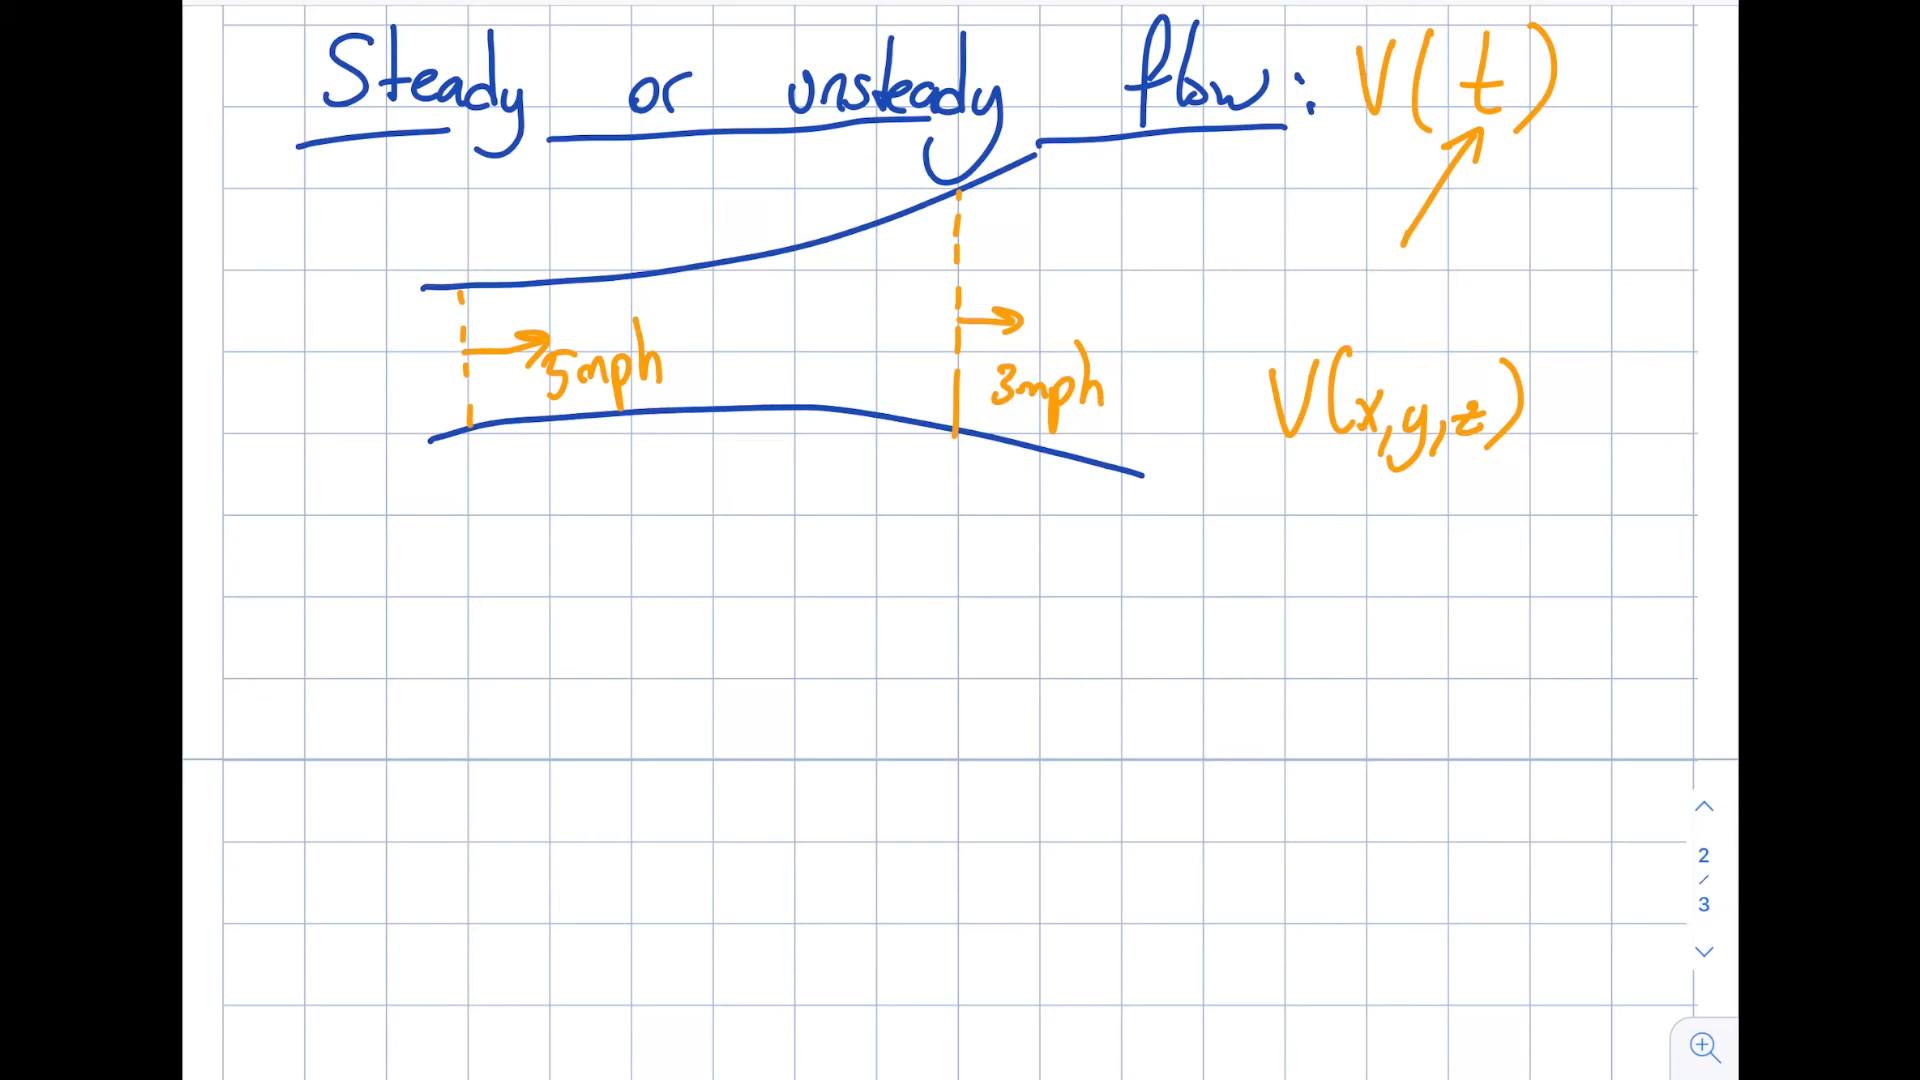 Steady or unsteady flow: V(t)
5mph
3mph
V(x,y,z)
2
/
3